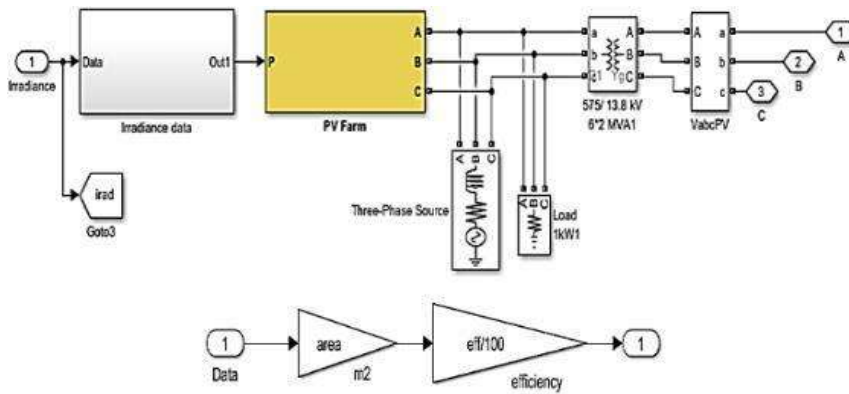 1
Irradiance
Data
Out1
Irradiance data
irad
Goto3
P
A
B
C
PV Farm
A B C
Three-Phase Source
A B C
Load
1kW1
a
b
A
B
C
Yg
575/ 13.8 kV
6*2 MVA1
A
B
C
a
b
c
VabcPV
1
A
2
B
3
C
1
Data
area
m2
eff/100
efficiency
1